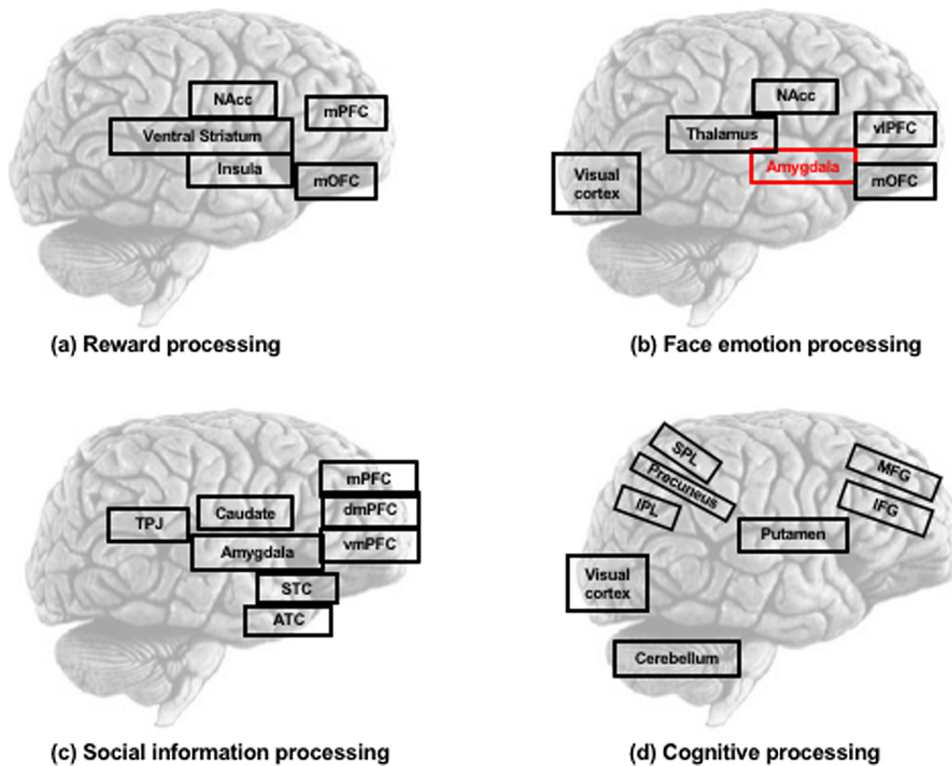 NAcc
mPFC
Ventral Striatum
Insula
mOFC
(a) Reward processing
NAcc
vlPFC
Thalamus
Amygdala
Visual
cortex
mOFC
(b) Face emotion processing
mPFC
Caudate
dmPFC
TPJ
Amygdala
vmPFC
STC
ATC
(c) Social information processing
SPL
MFG
Precuneus
IPL
IFG
Putamen
Visual
cortex
Cerebellum
(d) Cognitive processing